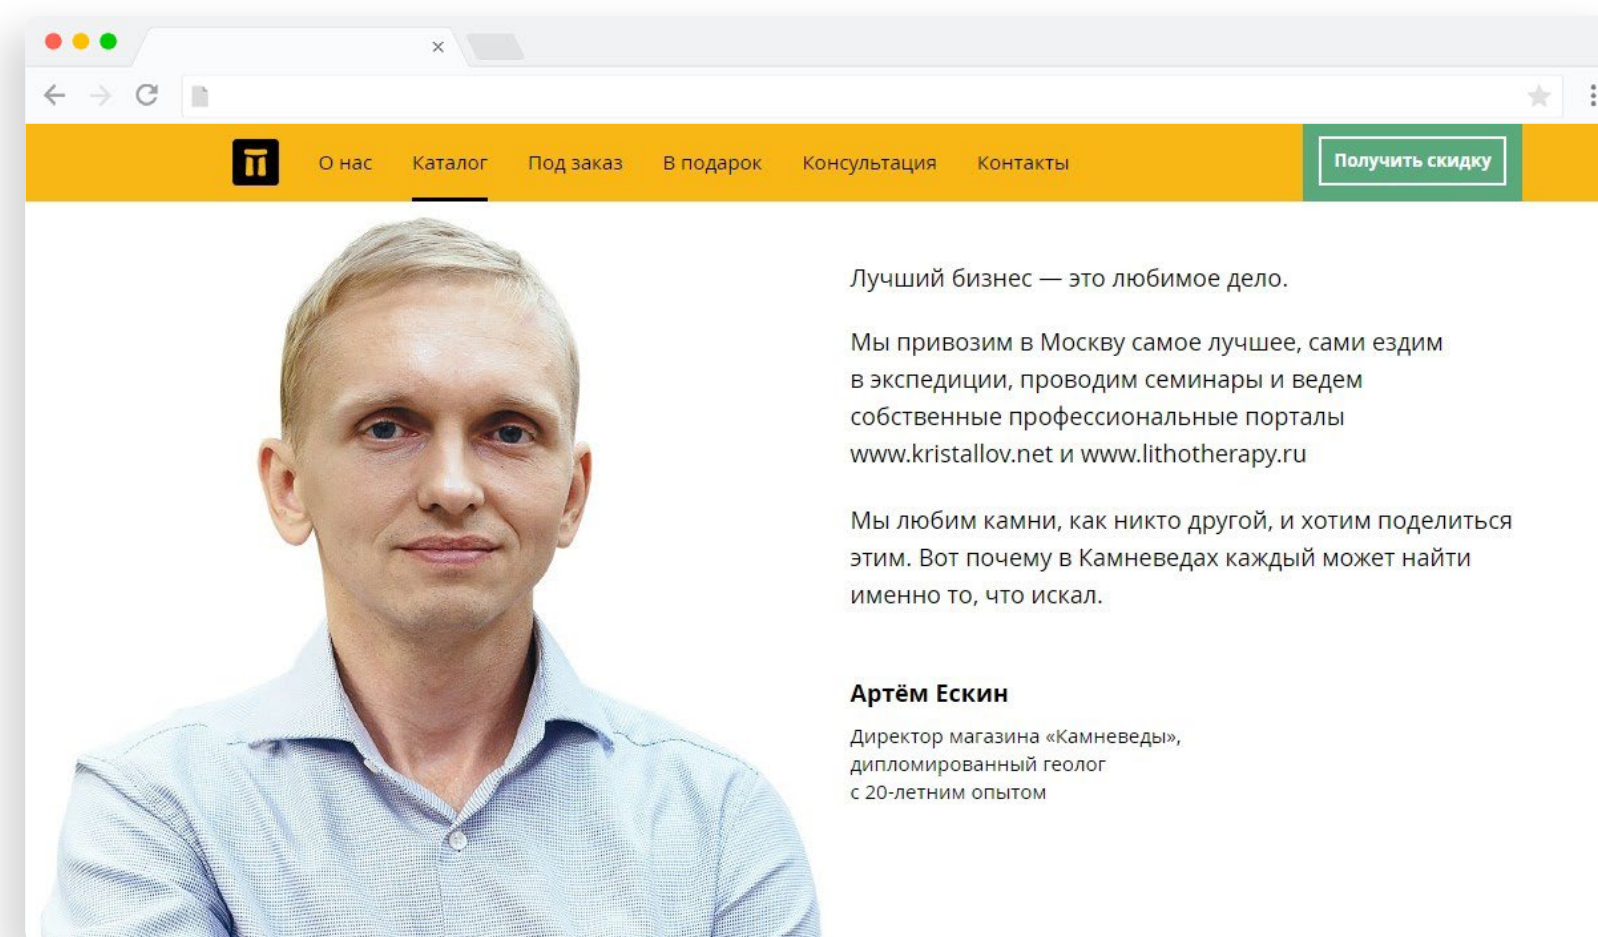 О нас Каталог Под заказ В подарок Консультация Контакты Получить скидку
Лучший бизнес — это любимое дело.
Мы привозим в Москву самое лучшее, сами ездим
в экспедиции, проводим семинары и ведем
собственные профессиональные порталы
www.kristallov.net и www.lithotherapy.ru
Мы любим камни, как никто другой, и хотим поделиться
этим. Вот почему в Камневедах каждый может найти
именно то, что искал.
Артём Ескин
Директор магазина «Камневеды»,
дипломированный геолог
с 20-летним опытом